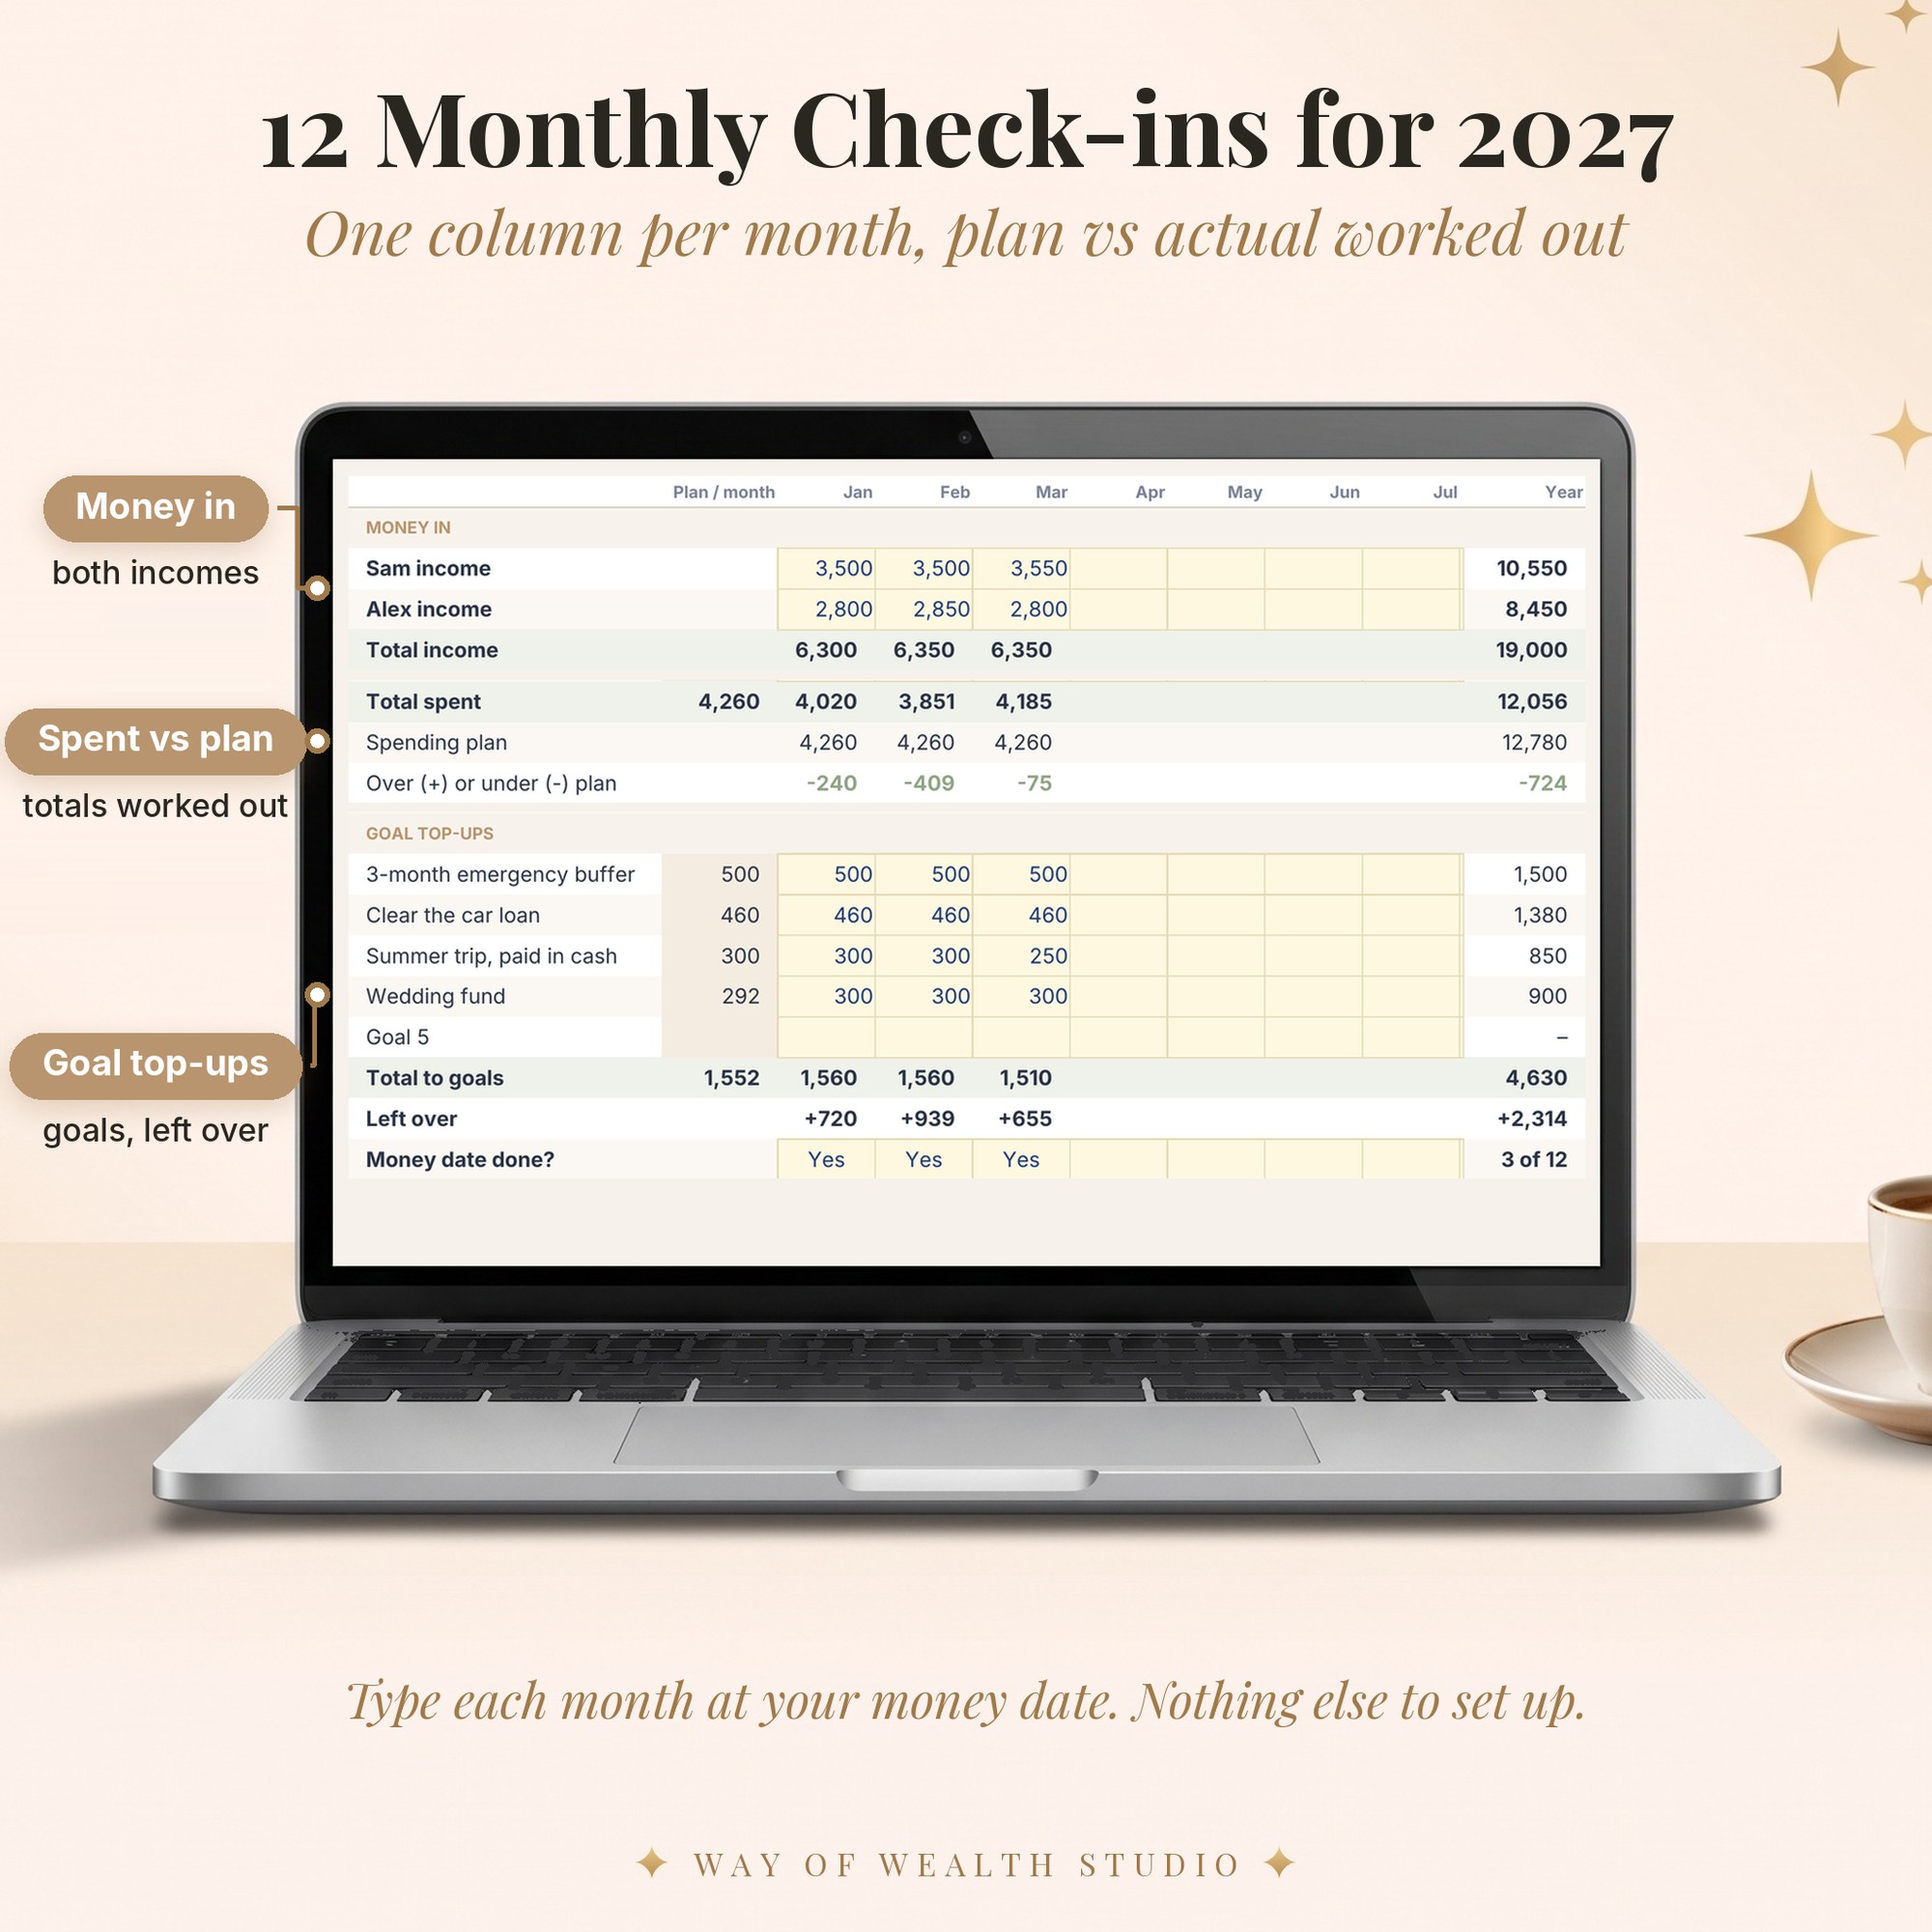 12 Monthly Check-ins for 2027
One column per month, plan vs actual worked out
Money in
both incomes
Spent vs plan
totals worked out
Goal top-ups
goals, left over
Plan / month Jan Feb Mar Apr May Jun Jul Year
MONEY IN
Sam income 3,500 3,500 3,550 10,550
Alex income 2,800 2,850 2,800 8,450
Total income 6,300 6,350 6,350 19,000
Total spent 4,260 4,020 3,851 4,185 12,056
Spending plan 4,260 4,260 4,260 12,780
Over (+) or under (-) plan -240 -409 -75 -724
GOAL TOP-UPS
3-month emergency buffer 500 500 500 500 1,500
Clear the car loan 460 460 460 460 1,380
Summer trip, paid in cash 300 300 300 250 850
Wedding fund 292 300 300 300 900
Goal 5 –
Total to goals 1,552 1,560 1,560 1,510 4,630
Left over +720 +939 +655 +2,314
Money date done? Yes Yes Yes 3 of 12
Type each month at your money date. Nothing else to set up.
WAY OF WEALTH STUDIO